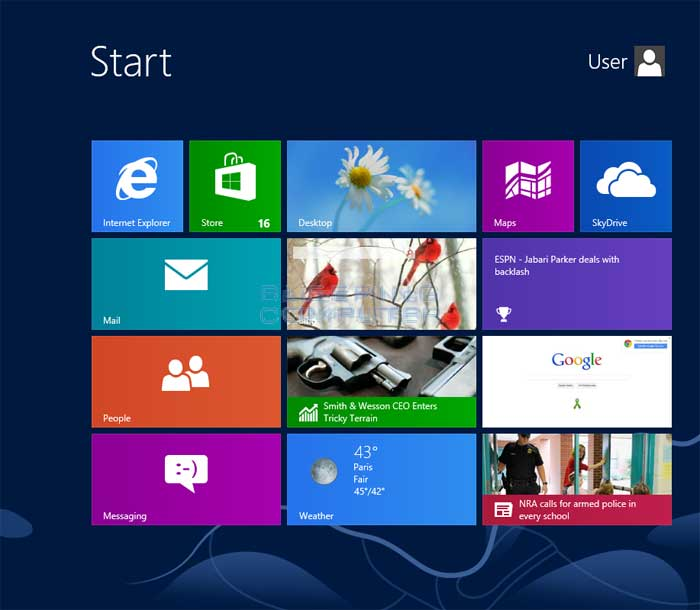 Start
User
Internet Explorer
Store
16
Desktop
Maps
SkyDrive
Mail
ESPN - Jabari Parker deals with
backlash
People
Smith & Wesson CEO Enters
Tricky Terrain
Google
Messaging
43°
Paris
Fair
45°/42°
Weather
NRA calls for armed police in
every school